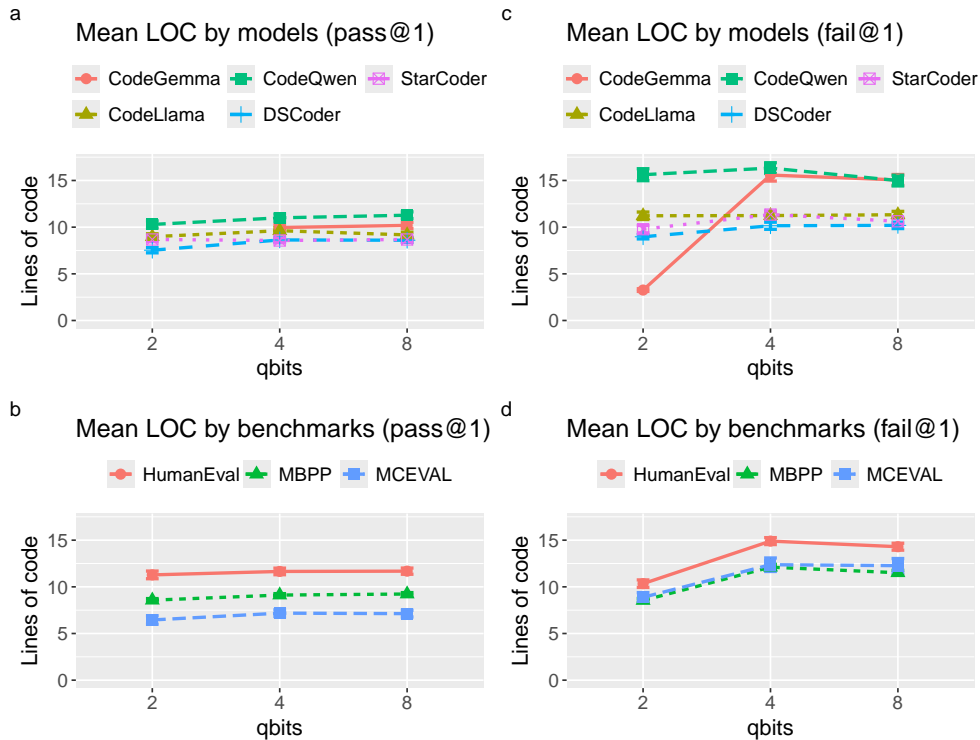 a
Mean LOC by models (pass@1)
CodeGemma CodeQwen StarCoder
CodeLlama DSCoder
Lines of code
15
10
5
0
2 4 8
qbits
c
Mean LOC by models (fail@1)
CodeGemma CodeQwen StarCoder
CodeLlama DSCoder
Lines of code
15
10
5
0
2 4 8
qbits
b
Mean LOC by benchmarks (pass@1)
HumanEval MBPP MCEVAL
Lines of code
15
10
5
0
2 4 8
qbits
d
Mean LOC by benchmarks (fail@1)
HumanEval MBPP MCEVAL
Lines of code
15
10
5
0
2 4 8
qbits